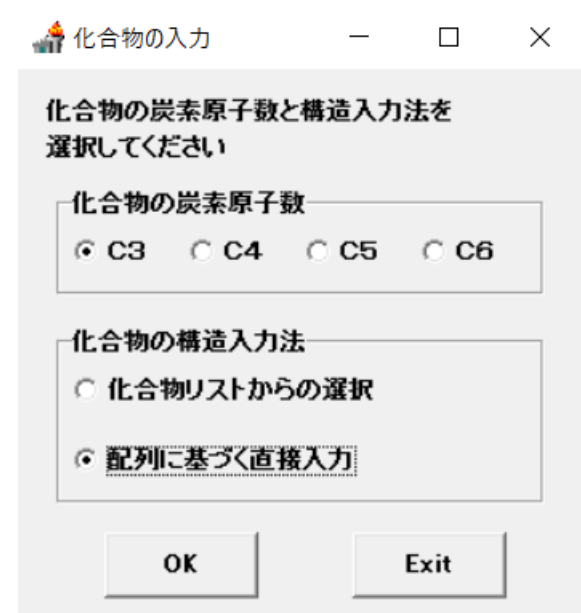 化合物の入力
化合物の炭素原子数と構造入力法を
選択してください
化合物の炭素原子数
C3 C4 C5 C6
化合物の構造入力法
化合物リストからの選択
配列に基づく直接入力
OK Exit